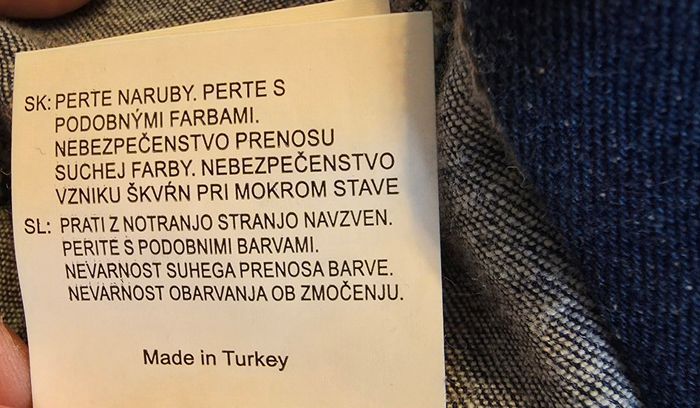 SK: PERTE NARUBY. PERTE S
PODOBNÝMI FARBAMI.
NEBEZPEČENSTVO PRENOSU
SUCHEJ FARBY. NEBEZPEČENSTVO
VZNIKU ŠKVŔN PRI MOKROM STAVE
SL: PRATI Z NOTRANJO STRANJO NAVZVEN.
PERITE S PODOBNIMI BARVAMI.
NEVARNOST SUHEGA PRENOSA BARVE.
NEVARNOST OBARVANJA OB ZMOČENJU.
Made in Turkey